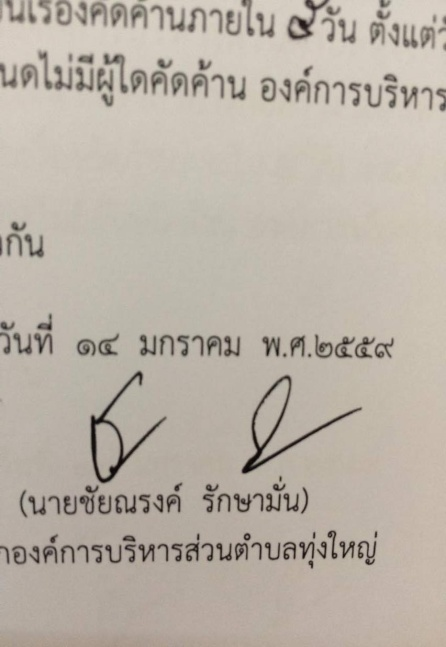 นเรื่องคัดค้านภายใน ๕ วัน ตั้งแต่
นดไม่มีผู้ใดคัดค้าน องค์การบริหาร
กัน
วันที่ ๑๔ มกราคม พ.ศ.๒๕๕๙
(นายชัยณรงค์ รักษามั่น)
กองค์การบริหารส่วนตำบลทุ่งใหญ่